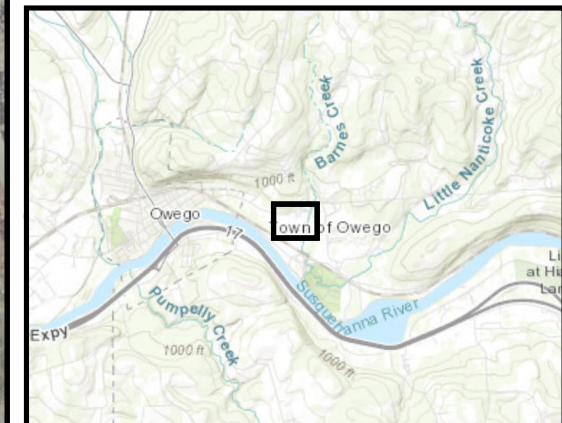 Barnes Creek
Little Nanticoke Creek
1000 ft
Owego
17
Town of Owego
Li
at Hi
Lar
Susquehanna River
Pumpelly Creek
Expy
1000 ft
1000 ft